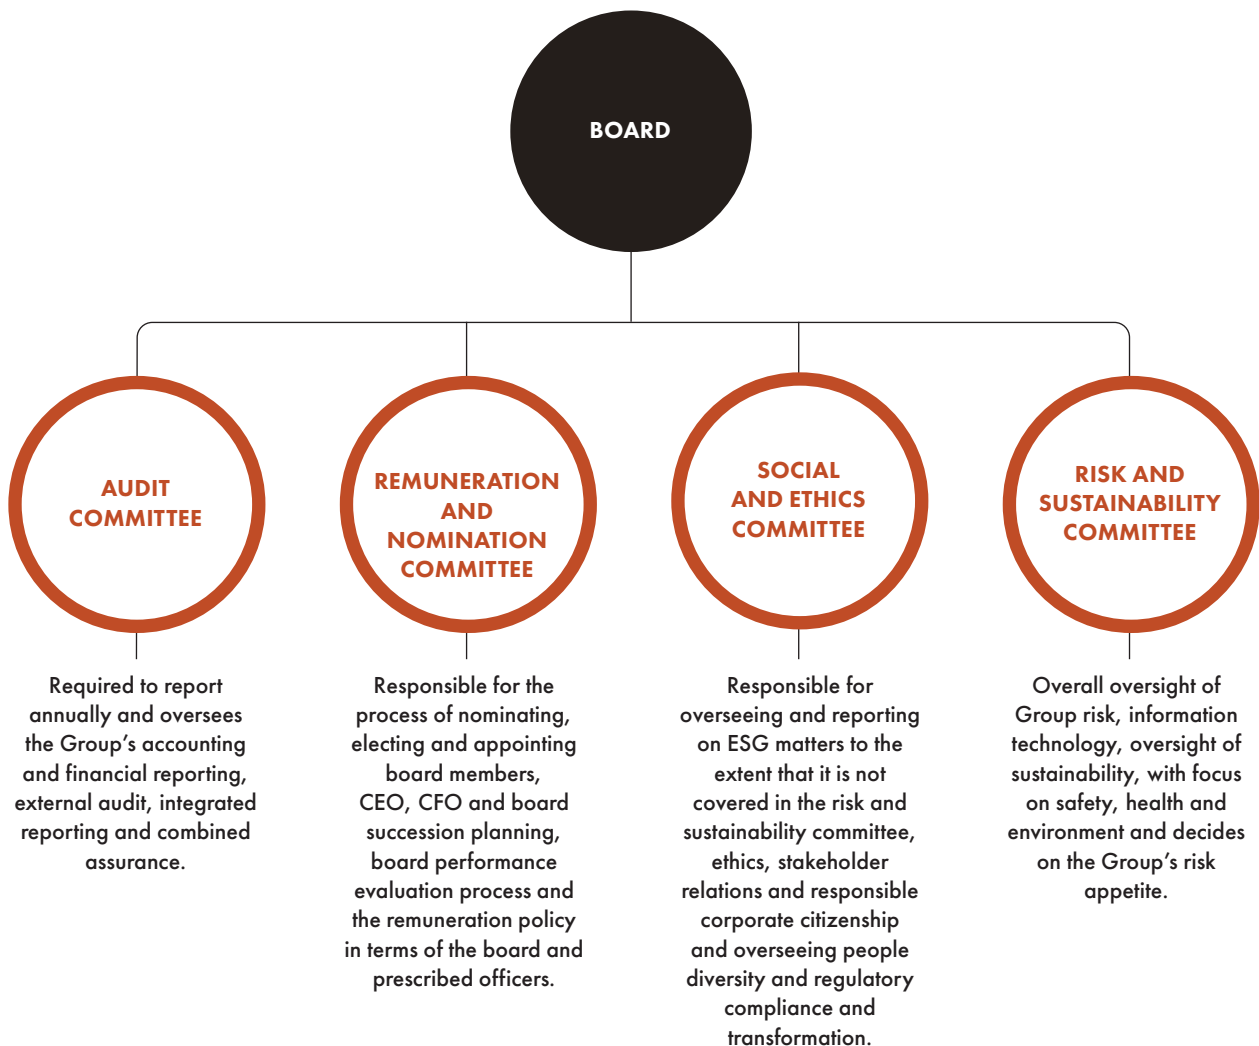 BOARD
AUDIT
COMMITTEE
Required to report
annually and oversees
the Group’s accounting
and financial reporting,
external audit, integrated
reporting and combined
assurance.
REMUNERATION
AND
NOMINATION
COMMITTEE
Responsible for the
process of nominating,
electing and appointing
board members,
CEO, CFO and board
succession planning,
board performance
evaluation process and
the remuneration policy
in terms of the board and
prescribed officers.
SOCIAL
AND ETHICS
COMMITTEE
Responsible for
overseeing and reporting
on ESG matters to the
extent that it is not
covered in the risk and
sustainability committee,
ethics, stakeholder
relations and responsible
corporate citizenship
and overseeing people
diversity and regulatory
compliance and
transformation.
RISK AND
SUSTAINABILITY
COMMITTEE
Overall oversight of
Group risk, information
technology, oversight of
sustainability, with focus
on safety, health and
environment and decides
on the Group’s risk
appetite.